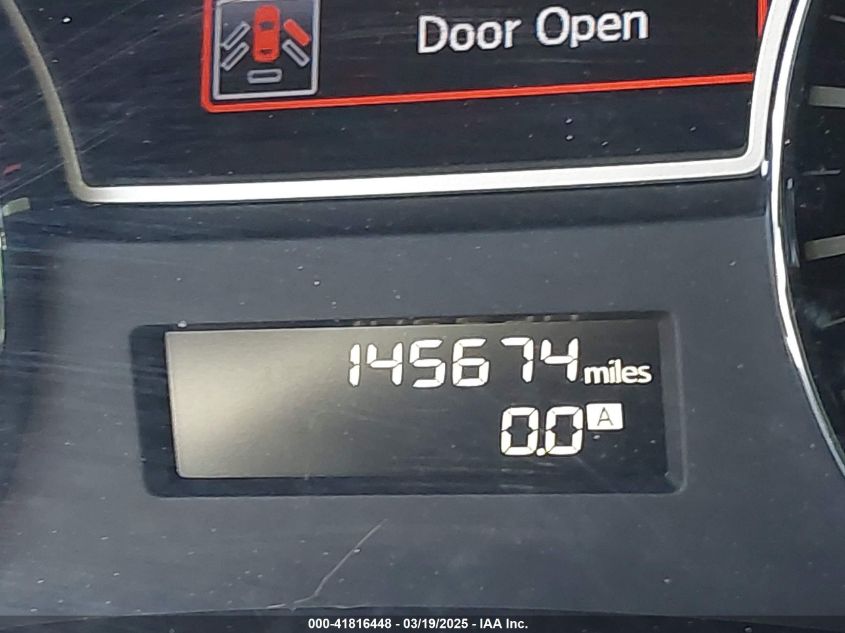 Door Open
145674 miles
0.0 A
000-41816448 - 03/19/2025 - IAA Inc.